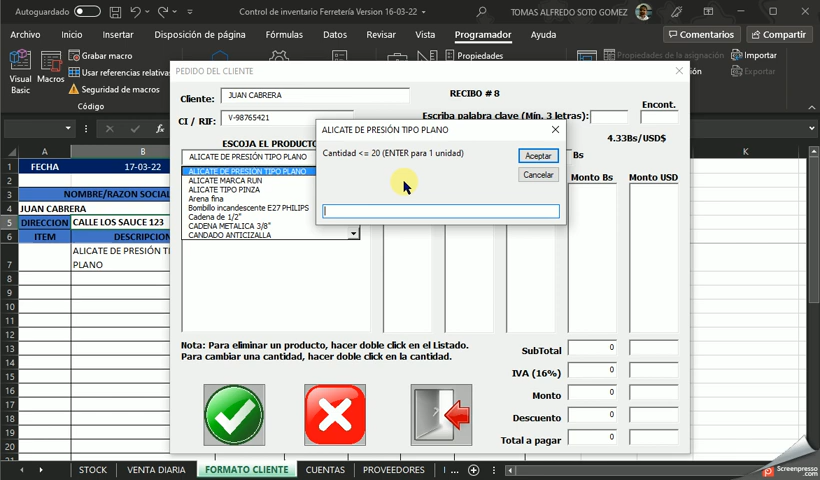 Autoguardado
Control de inventario Ferretería Version 16-03-22
TOMAS ALFREDO SOTO GOMEZ
Archivo Inicio Insertar Disposición de página Fórmulas Datos Revisar Vista Programador Ayuda
Comentarios Compartir
Visual Basic
Macros
Grabar macro
Usar referencias relativas
Seguridad de macros
Código
Propiedades
Propiedades de la asignación
Importar
Exportar
PEDIDO DEL CLIENTE
Cliente: JUAN CABRERA RECIBO # 8
CI / RIF: V-98765421
Escriba palabra clave (Mín. 3 letras):
Encont.
4.33Bs/USD$
ESCOJA EL PRODUCTO
ALICATE DE PRESIÓN TIPO PLANO
ALICATE DE PRESIÓN TIPO PLANO
ALICATE MARCA RUN
ALICATE TIPO PINZA
Arena fina
Bombillo incandescente E27 PHILIPS
Cadena de 1/2"
CADENA METALICA 3/8"
CANDADO ANTICIZALLA
Bs
Monto Bs Monto USD
ALICATE DE PRESIÓN TIPO PLANO
Cantidad <= 20 (ENTER para 1 unidad)
Aceptar
Cancelar
Nota: Para eliminar un producto, hacer doble click en el Listado.
Para cambiar una cantidad, hacer doble click en la cantidad.
SubTotal 0
IVA (16%) 0
Monto 0
Descuento 0
Total a pagar 0
A B K
1 FECHA 17-03-22
2
3 NOMBRE/RAZON SOCIAL
4 JUAN CABRERA
5 DIRECCION CALLE LOS SAUCE 123
6 ITEM DESCRIPCION
ALICATE DE PRESIÓN TI
7 PLANO
8
9
10
11
12
13
14
15
16
17
18
19
20
21
STOCK VENTA DIARIA FORMATO CLIENTE CUENTAS PROVEEDORES
Screenpresso
.com